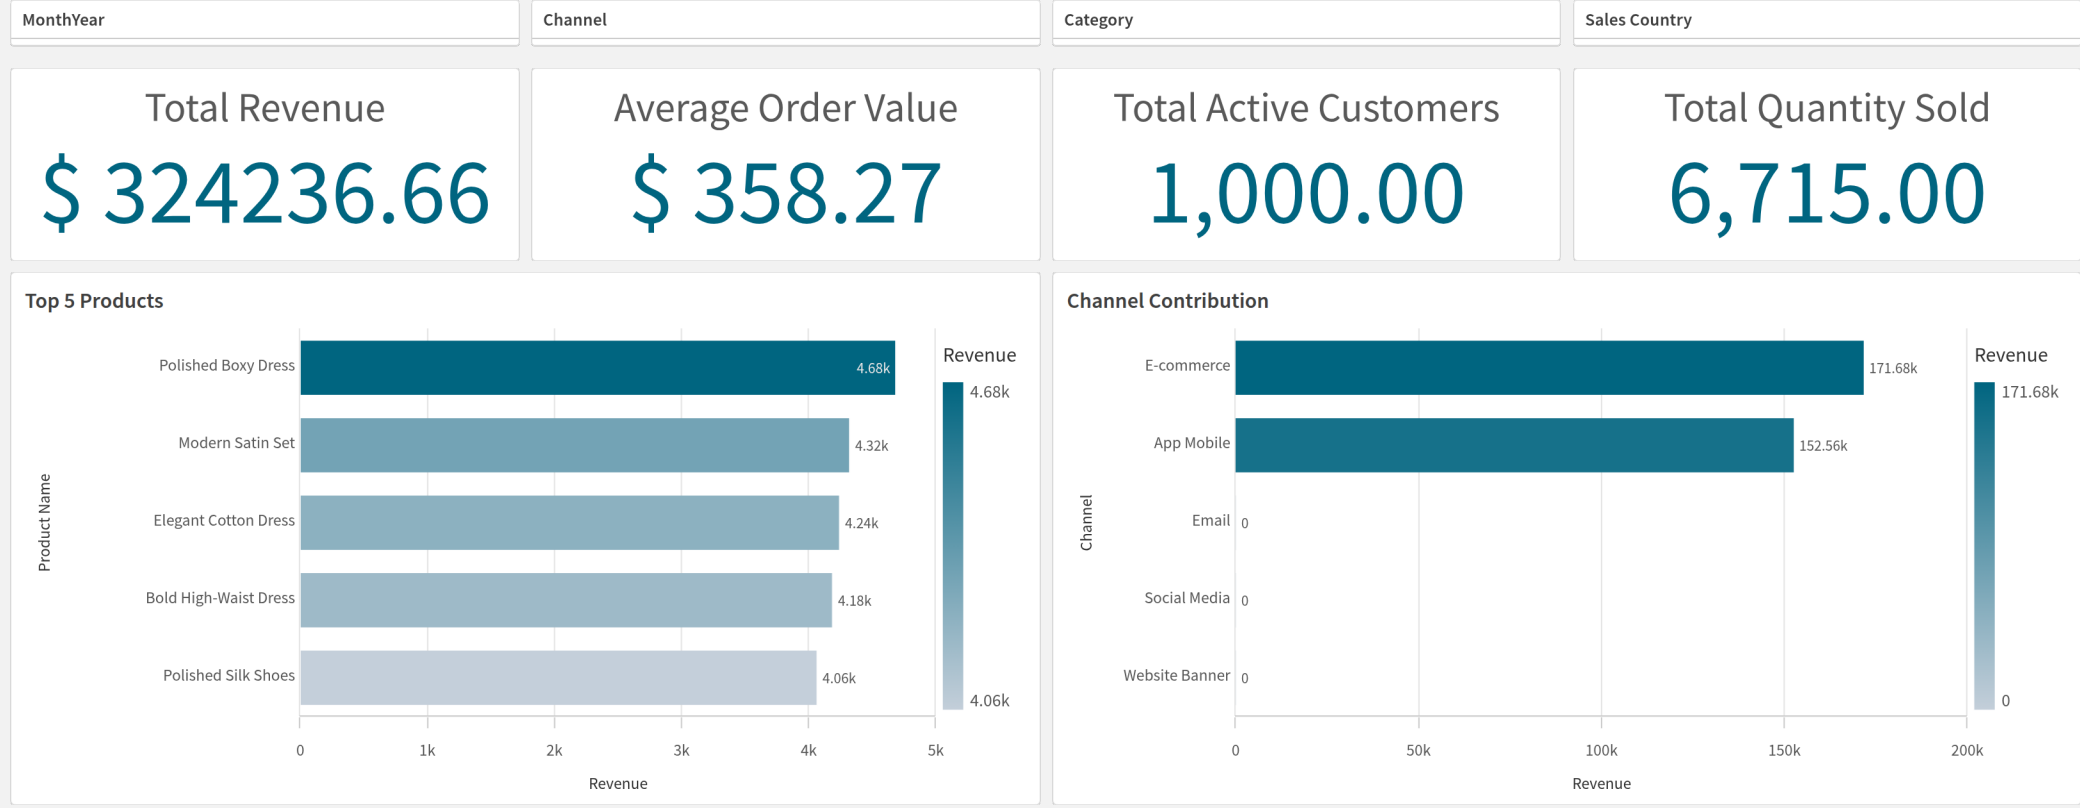 MonthYear
Channel
Category
Sales Country
Total Revenue
$ 324236.66
Average Order Value
$ 358.27
Total Active Customers
1,000.00
Total Quantity Sold
6,715.00
Top 5 Products
Product Name
Polished Boxy Dress
4.68k
Modern Satin Set
4.32k
Elegant Cotton Dress
4.24k
Bold High-Waist Dress
4.18k
Polished Silk Shoes
4.06k
0
1k
2k
3k
4k
5k
Revenue
Revenue
4.68k
4.06k
Channel Contribution
Channel
E-commerce
171.68k
App Mobile
152.56k
Email
0
Social Media
0
Website Banner
0
0
50k
100k
150k
200k
Revenue
Revenue
171.68k
0